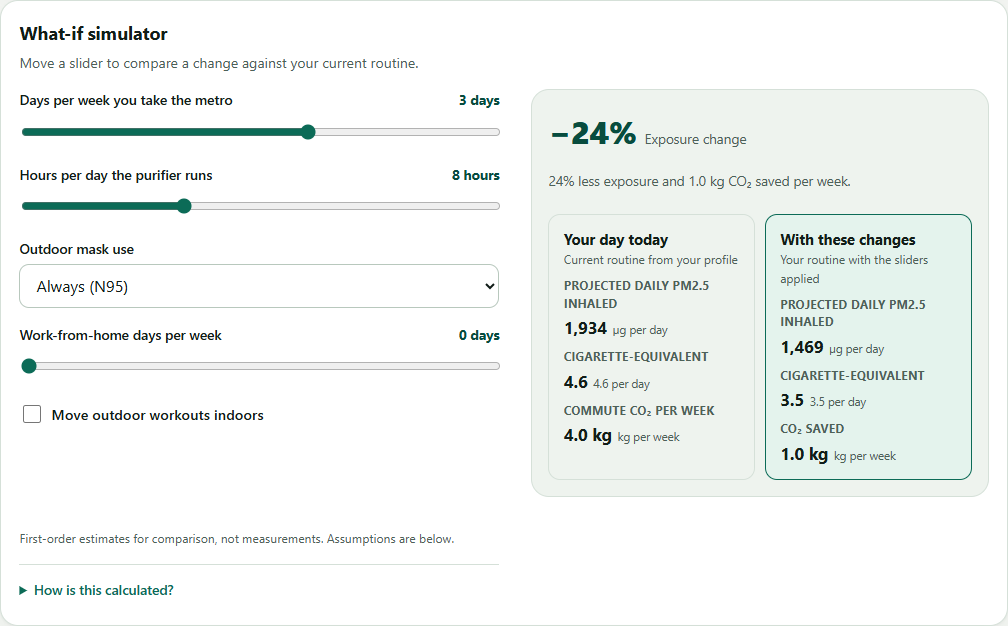 What-if simulator
Move a slider to compare a change against your current routine.
Days per week you take the metro
3 days
Hours per day the purifier runs
8 hours
Outdoor mask use
Always (N95)
Work-from-home days per week
0 days
Move outdoor workouts indoors
First-order estimates for comparison, not measurements. Assumptions are below.
How is this calculated?
−24% Exposure change
24% less exposure and 1.0 kg CO₂ saved per week.
Your day today
Current routine from your profile
PROJECTED DAILY PM2.5
INHALED
1,934 µg per day
CIGARETTE-EQUIVALENT
4.6 4.6 per day
COMMUTE CO₂ PER WEEK
4.0 kg kg per week
With these changes
Your routine with the sliders
applied
PROJECTED DAILY PM2.5
INHALED
1,469 µg per day
CIGARETTE-EQUIVALENT
3.5 3.5 per day
CO₂ SAVED
1.0 kg kg per week